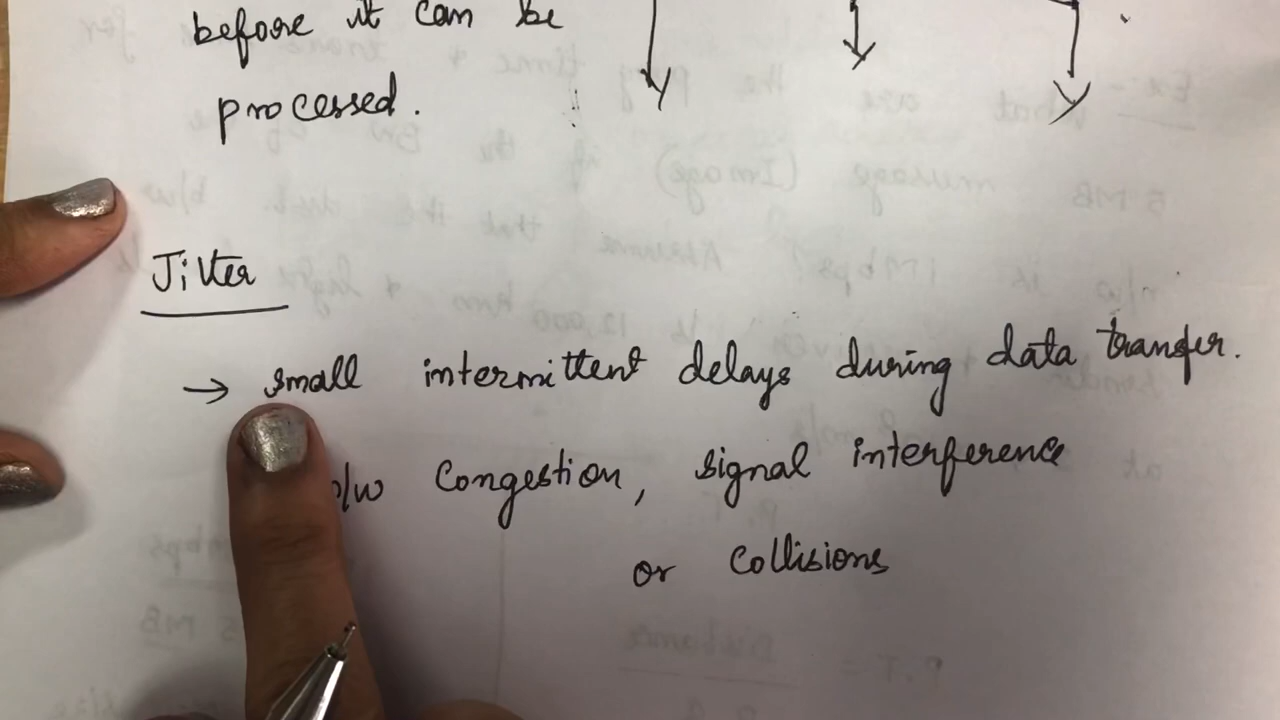 before it can be
processed.
Jitter
→ small intermittent delays during data transfer.
n/w Congestion, signal interference
or Collisions